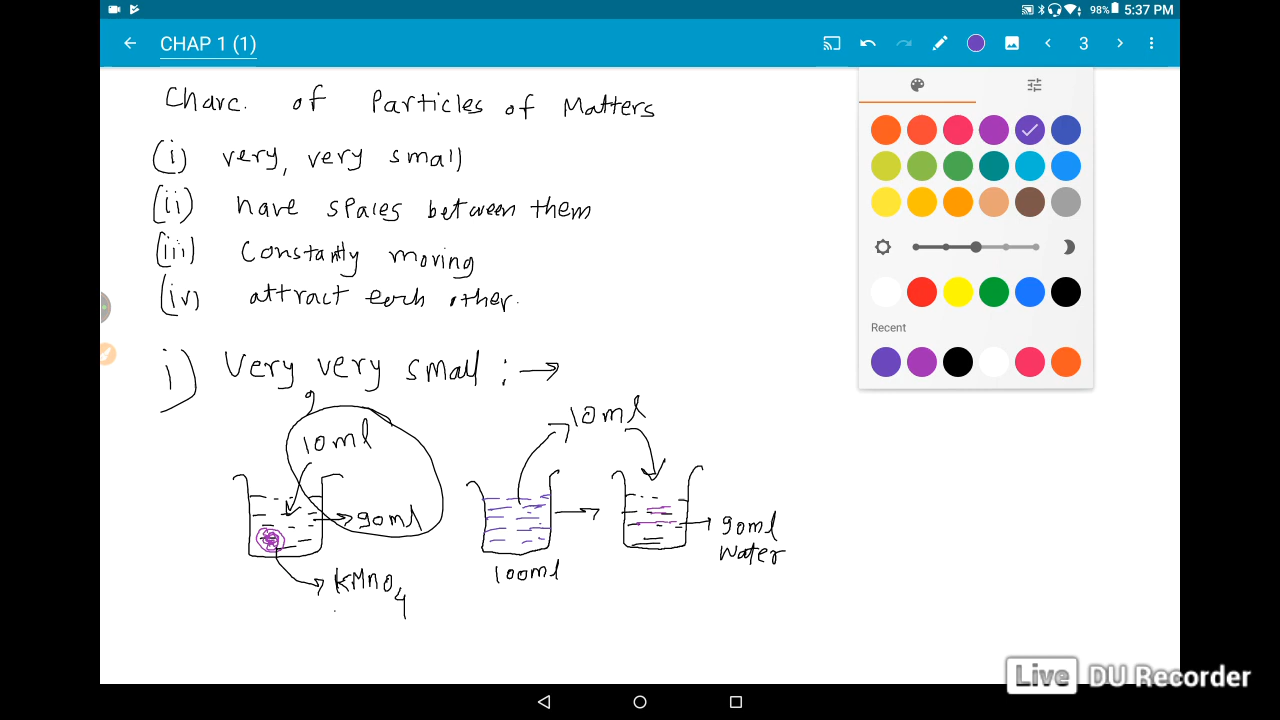 98% 5:37 PM
CHAP 1 (1)
3
Charc. of Particles of Matters
(i) very, very small
(ii) have spaces between them
(iii) Constantly moving
(iv) attract each other.
Recent
i) Very very small : →
10ml
10ml
90ml
90ml
Water
100ml
KMnO4
Live DU Recorder